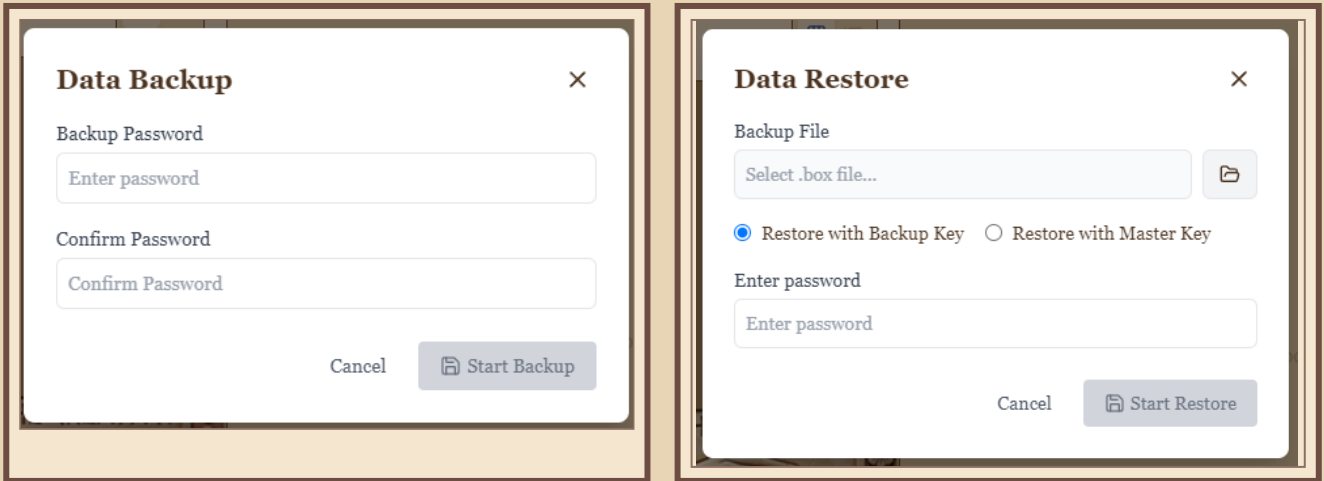 Data Backup
Backup Password
Enter password
Confirm Password
Confirm Password
Cancel
Start Backup
Data Restore
Backup File
Select .box file...
Restore with Backup Key
Restore with Master Key
Enter password
Enter password
Cancel
Start Restore